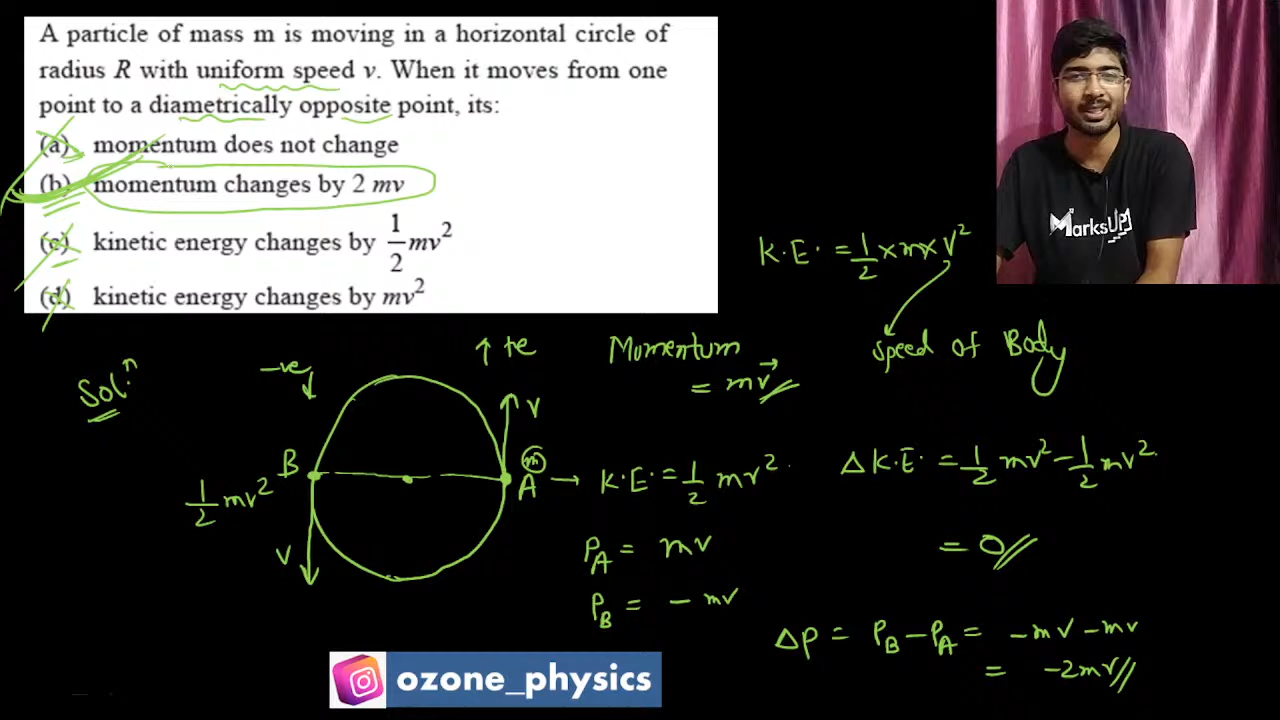 A particle of mass m is moving in a horizontal circle of
radius R with uniform speed v. When it moves from one
point to a diametrically opposite point, its:
(a) momentum does not change
(b) momentum changes by 2 mv
(c) kinetic energy changes by 1/2 mv²
(d) kinetic energy changes by mv²
MarksUp!
K.E. = 1/2 × m × v²
speed of Body
Solⁿ
-ve ↓
↑ +ve
Momentum
= mv⃗
v
B
m
A → K.E. = 1/2 mv²
1/2 mv²
v
ΔK.E. = 1/2 mv² - 1/2 mv²
= 0
P_A = mv
P_B = - mv
ΔP = P_B - P_A = -mv - mv
= -2mv
ozone_physics